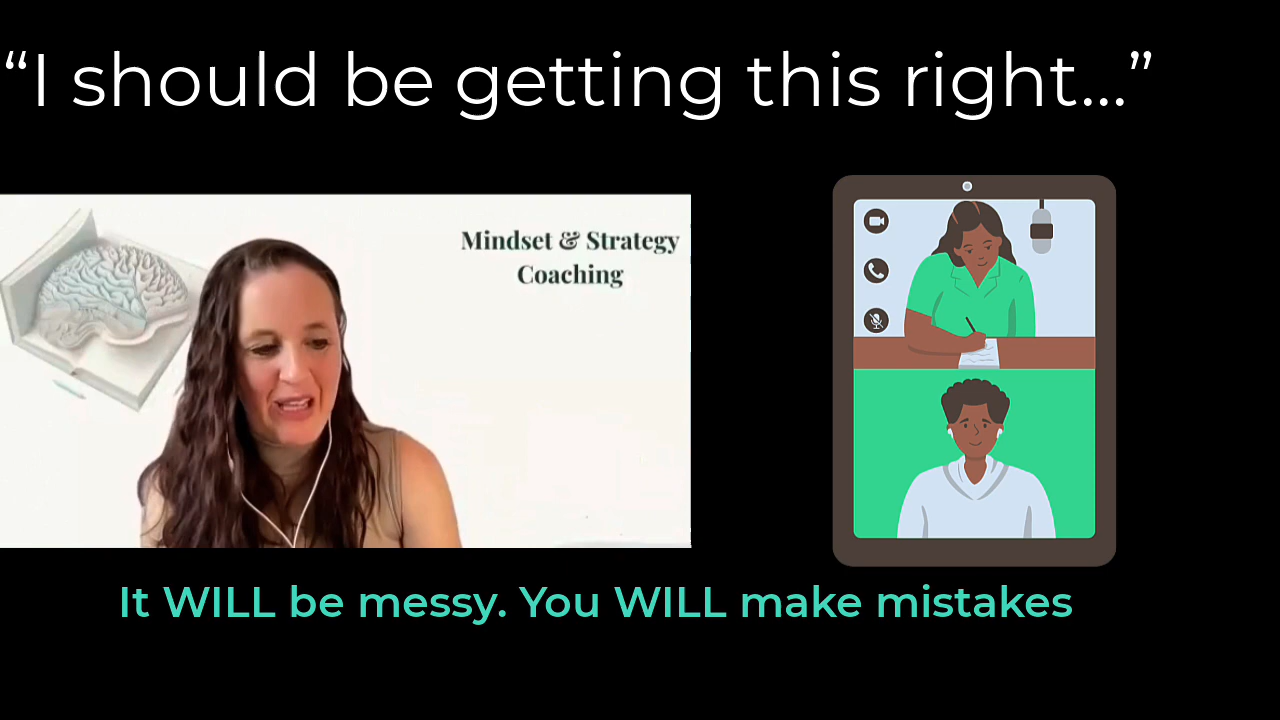 “I should be getting this right...”
Mindset & Strategy
Coaching
It WILL be messy. You WILL make mistakes